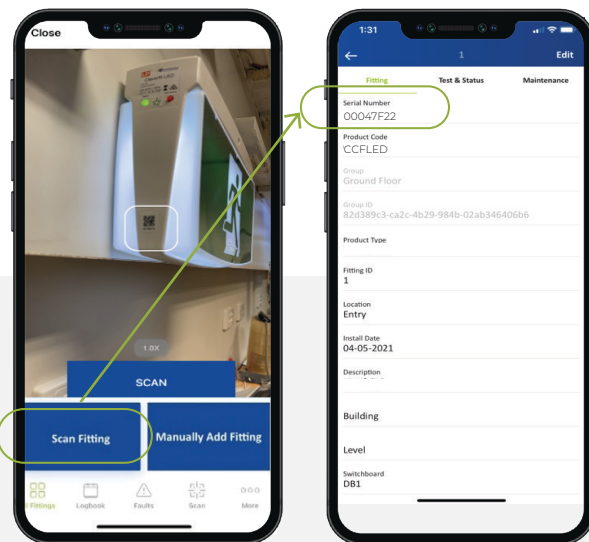 Close
LED
1.0X
SCAN
Scan Fitting
Manually Add Fitting
Fittings
Logbook
Faults
Scan
More
1:31
1
Edit
Fitting
Test & Status
Maintenance
Serial Number
00047F22
Product Code
CCFLED
Group
Ground Floor
Group ID
82d389c3-ca2c-4b29-984b-02ab346406b6
Product Type
Fitting ID
1
Location
Entry
Install Date
04-05-2021
Description
Building
Level
Switchboard
DB1